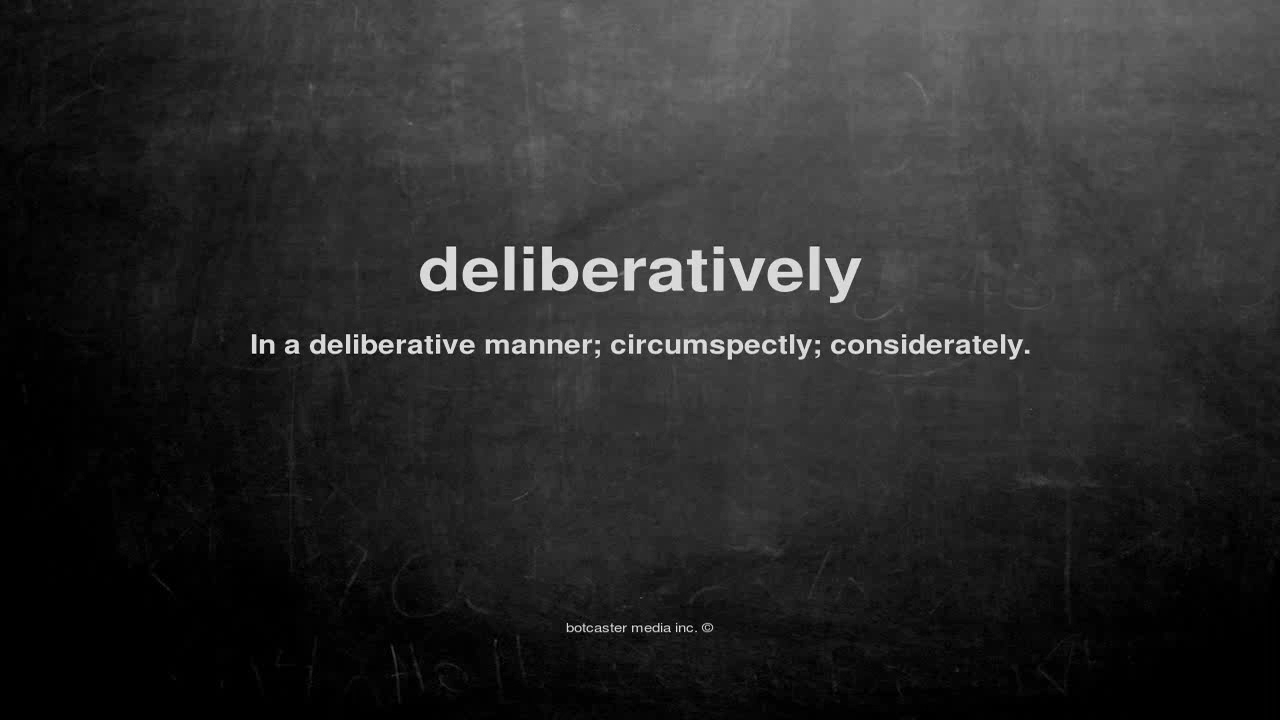 deliberatively
In a deliberative manner; circumspectly; considerately.
botcaster media inc. ©